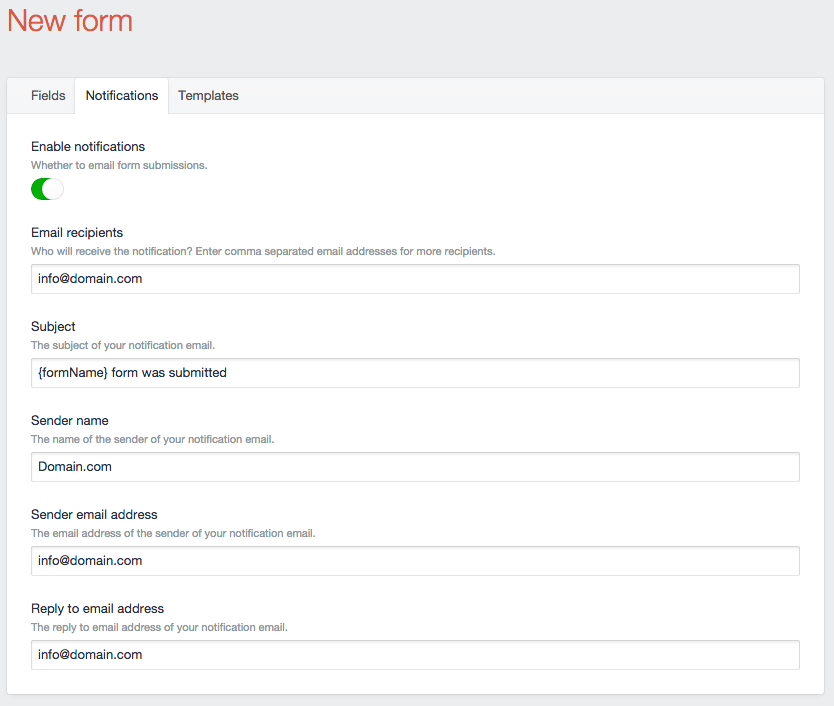 New form
Fields Notifications Templates
Enable notifications
Whether to email form submissions.
Email recipients
Who will receive the notification? Enter comma separated email addresses for more recipients.
info@domain.com
Subject
The subject of your notification email.
{formName} form was submitted
Sender name
The name of the sender of your notification email.
Domain.com
Sender email address
The email address of the sender of your notification email.
info@domain.com
Reply to email address
The reply to email address of your notification email.
info@domain.com